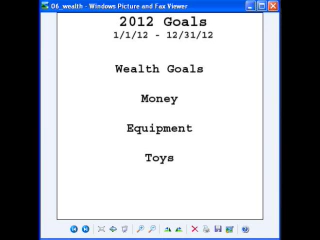 06_wealth - Windows Picture and Fax Viewer
2012 Goals
1/1/12 - 12/31/12
Wealth Goals
Money
Equipment
Toys